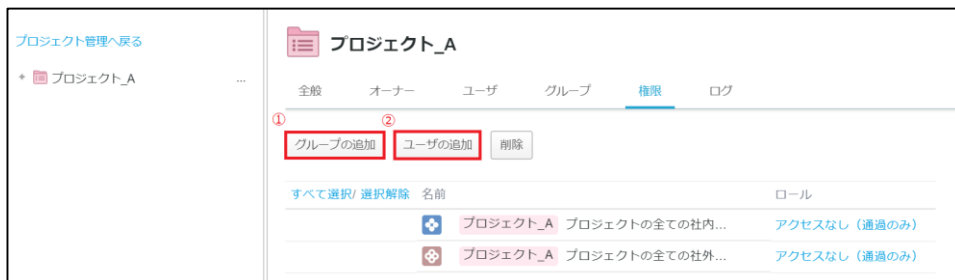 プロジェクト管理へ戻る
プロジェクト_A ...
プロジェクト_A
全般 オーナー ユーザ グループ 権限 ログ
① ②
グループの追加 ユーザの追加 削除
すべて選択/ 選択解除 名前 ロール
プロジェクト_A プロジェクトの全ての社内... アクセスなし（通過のみ）
プロジェクト_A プロジェクトの全ての社外... アクセスなし（通過のみ）